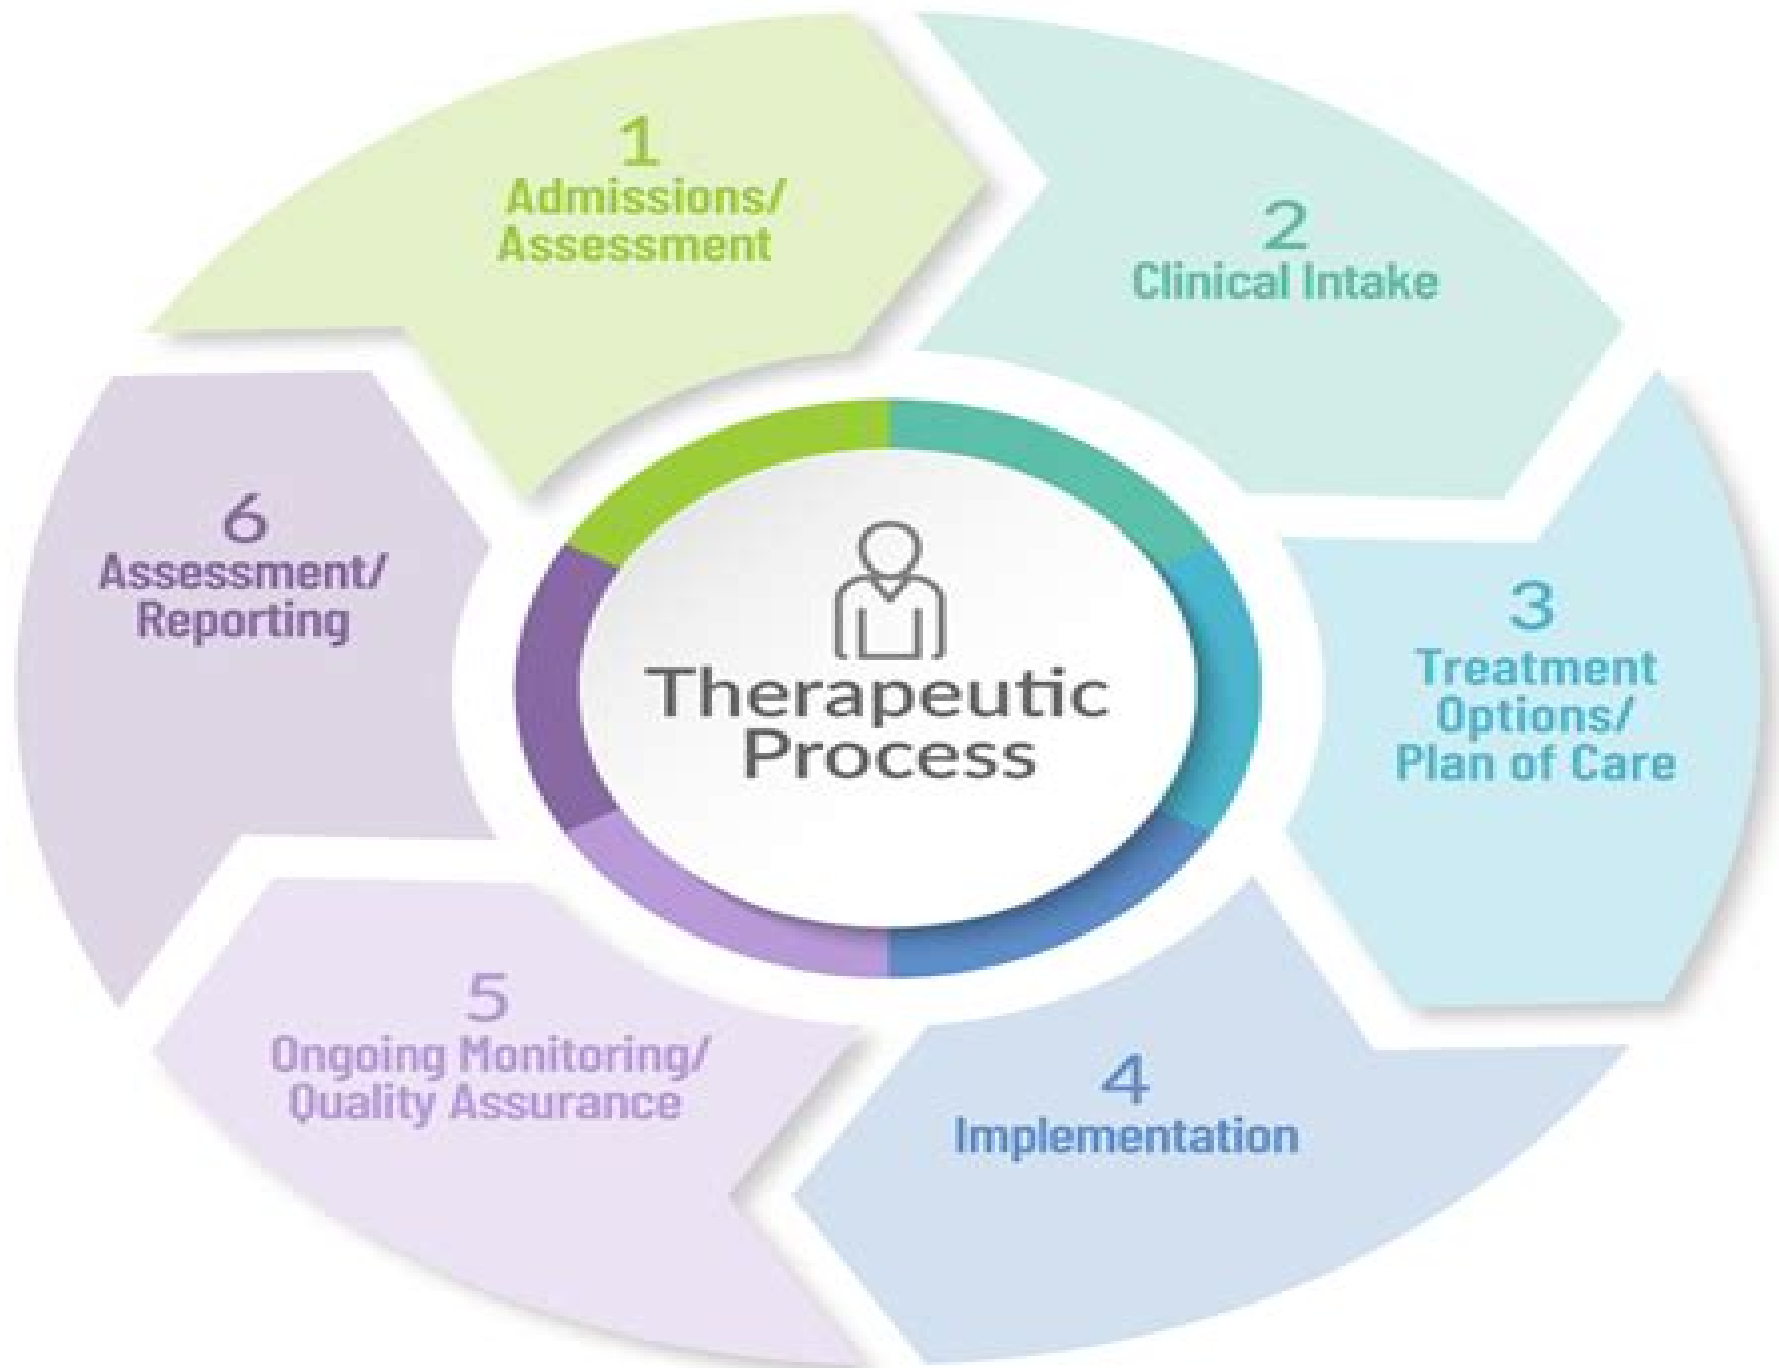 1
Admissions/
Assessment
2
Clinical Intake
3
Treatment
Options/
Plan of Care
4
Implementation
5
Ongoing Monitoring/
Quality Assurance
6
Assessment/
Reporting
Therapeutic
Process